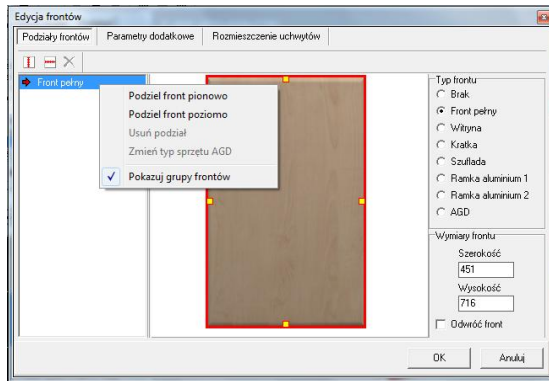 Edycja frontów
Podziały frontów Parametry dodatkowe Rozmieszczenie uchwytów
Front pełny
Podziel front pionowo
Podziel front poziomo
Usuń podział
Zmień typ sprzętu AGD
Pokazuj grupy frontów
Typ frontu
Brak
Front pełny
Witryna
Kratka
Szuflada
Ramka aluminium 1
Ramka aluminium 2
AGD
Wymiary frontu
Szerokość
451
Wysokość
716
Odwróć front
OK Anuluj